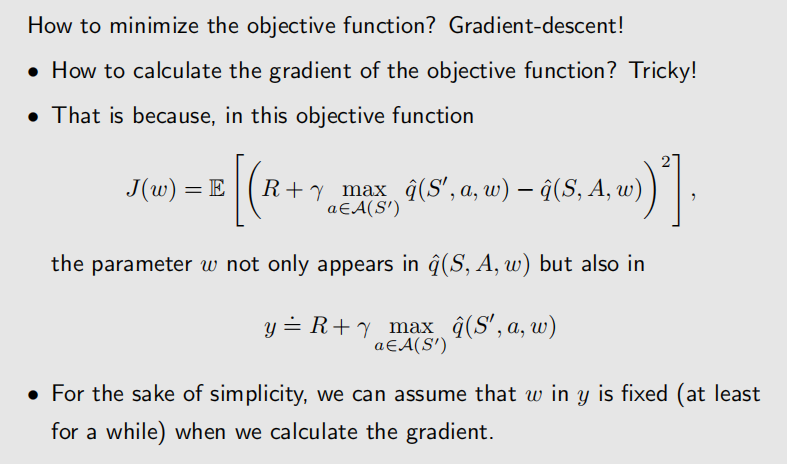 How to minimize the objective function? Gradient-descent!
• How to calculate the gradient of the objective function? Tricky!
• That is because, in this objective function
J(w) = 𝔼[(R + γ max_{a∈𝒜(S′)} q̂(S′, a, w) − q̂(S, A, w))²],
the parameter w not only appears in q̂(S, A, w) but also in
y ≐ R + γ max_{a∈𝒜(S′)} q̂(S′, a, w)
• For the sake of simplicity, we can assume that w in y is fixed (at least
for a while) when we calculate the gradient.